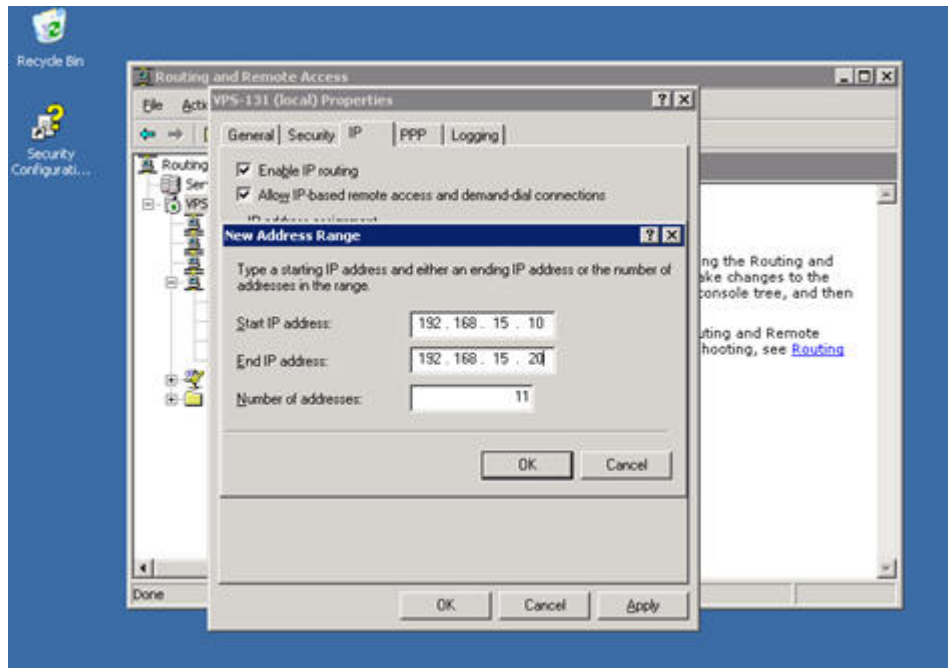 Recycle Bin
Security
Configurati...
Routing and Remote Access
File
VPS-131 (local) Properties
General
Security
IP
PPP
Logging
Routing
Ser
VPS
Enable IP routing
Allow IP-based remote access and demand-dial connections
New Address Range
Type a starting IP address and either an ending IP address or the number of
addresses in the range.
Start IP address:
192 . 168 . 15 . 10
End IP address:
192 . 168 . 15 . 20
Number of addresses:
11
OK
Cancel
ng the Routing and
ake changes to the
console tree, and then
uting and Remote
hooting, see Routing
OK
Cancel
Apply
Done